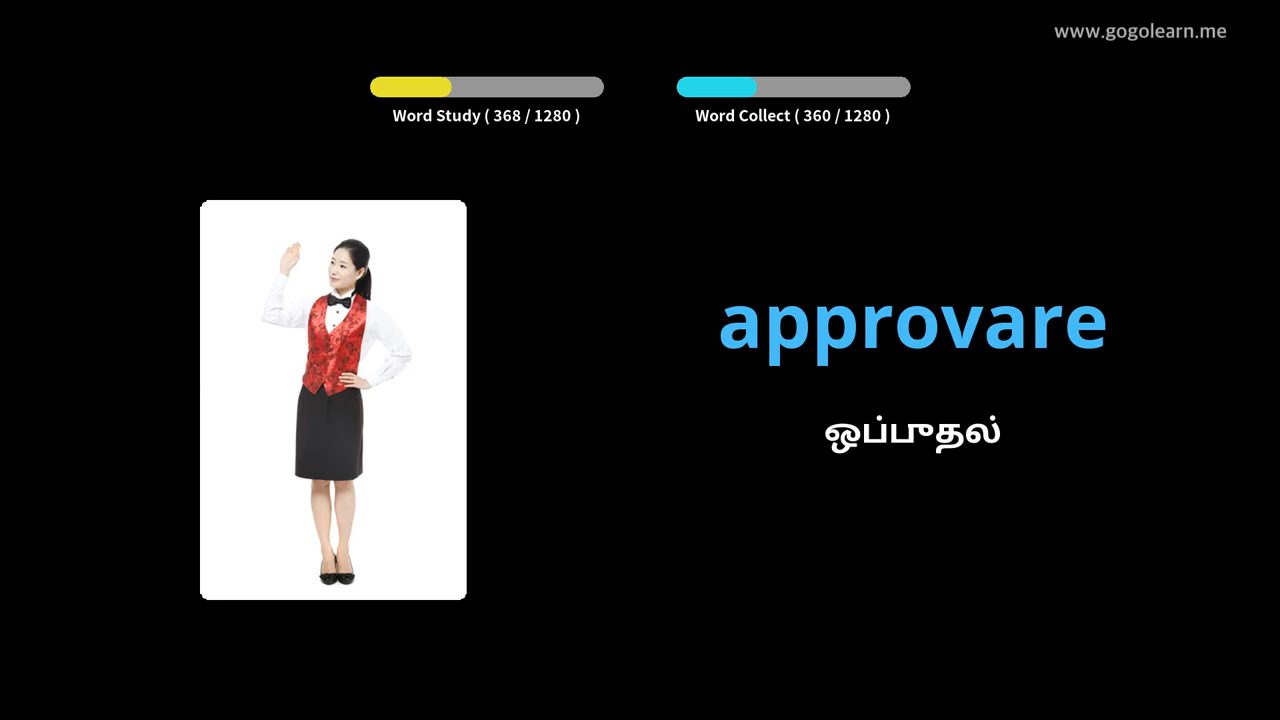 www.gogolearn.me
Word Study ( 368 / 1280 )
Word Collect ( 360 / 1280 )
approvare
ஒப்புதல்